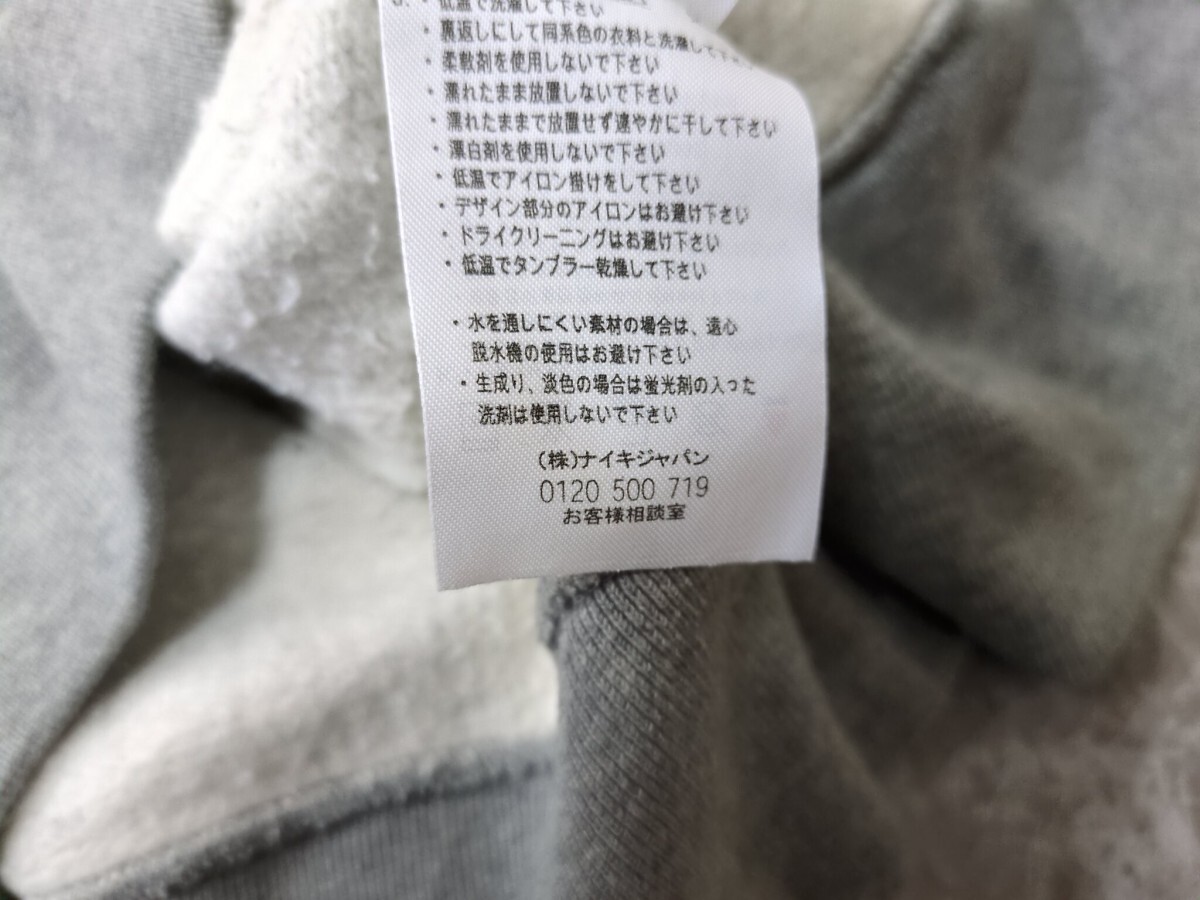 ・低温で洗濯して下さい
・裏返しにして同系色の衣料と洗濯して下さい
・柔軟剤を使用しないで下さい
・濡れたまま放置しないで下さい
・濡れたままで放置せず速やかに干して下さい
・漂白剤を使用しないで下さい
・低温でアイロン掛けをして下さい
・デザイン部分のアイロンはお避け下さい
・ドライクリーニングはお避け下さい
・低温でタンブラー乾燥して下さい
・水を通しにくい素材の場合は、遠心
脱水機の使用はお避け下さい
・生成り、淡色の場合は蛍光剤の入った
洗剤は使用しないで下さい
(株)ナイキジャパン
0120 500 719
お客様相談室